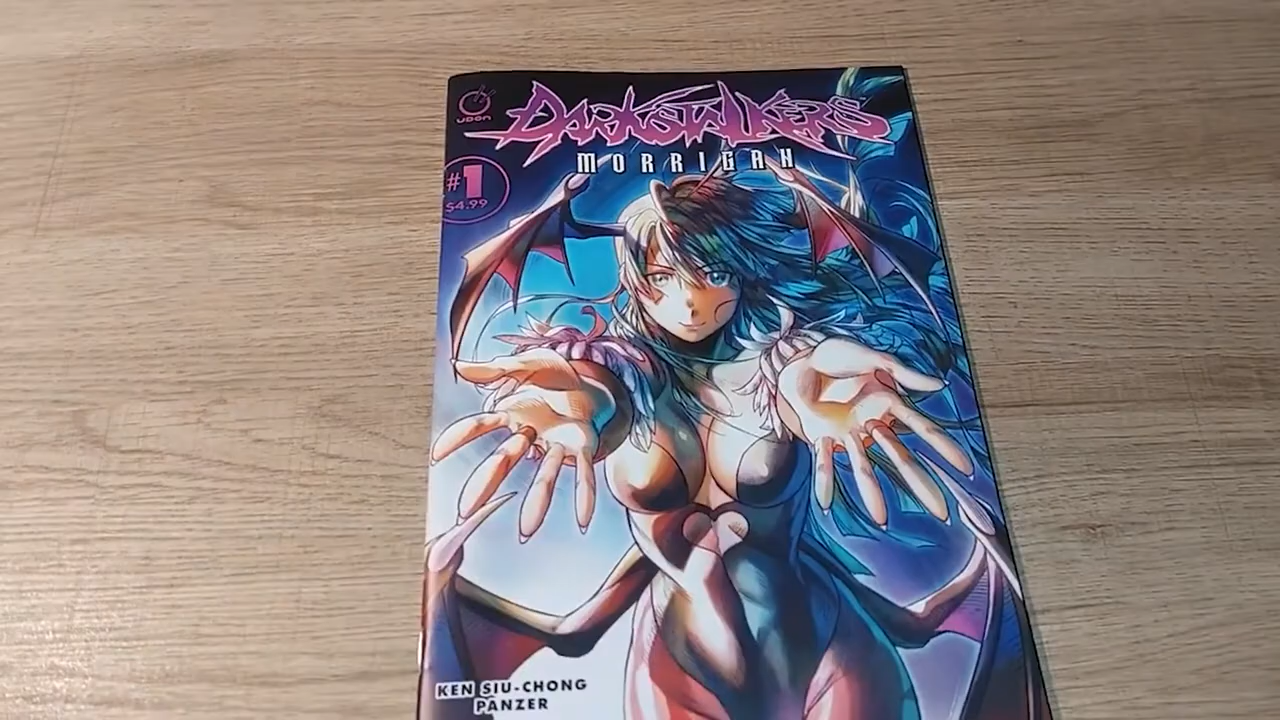 UDON
DARKSTALKERS
MORRIGAN
#1
$4.99
KEN SIU-CHONG
PANZER